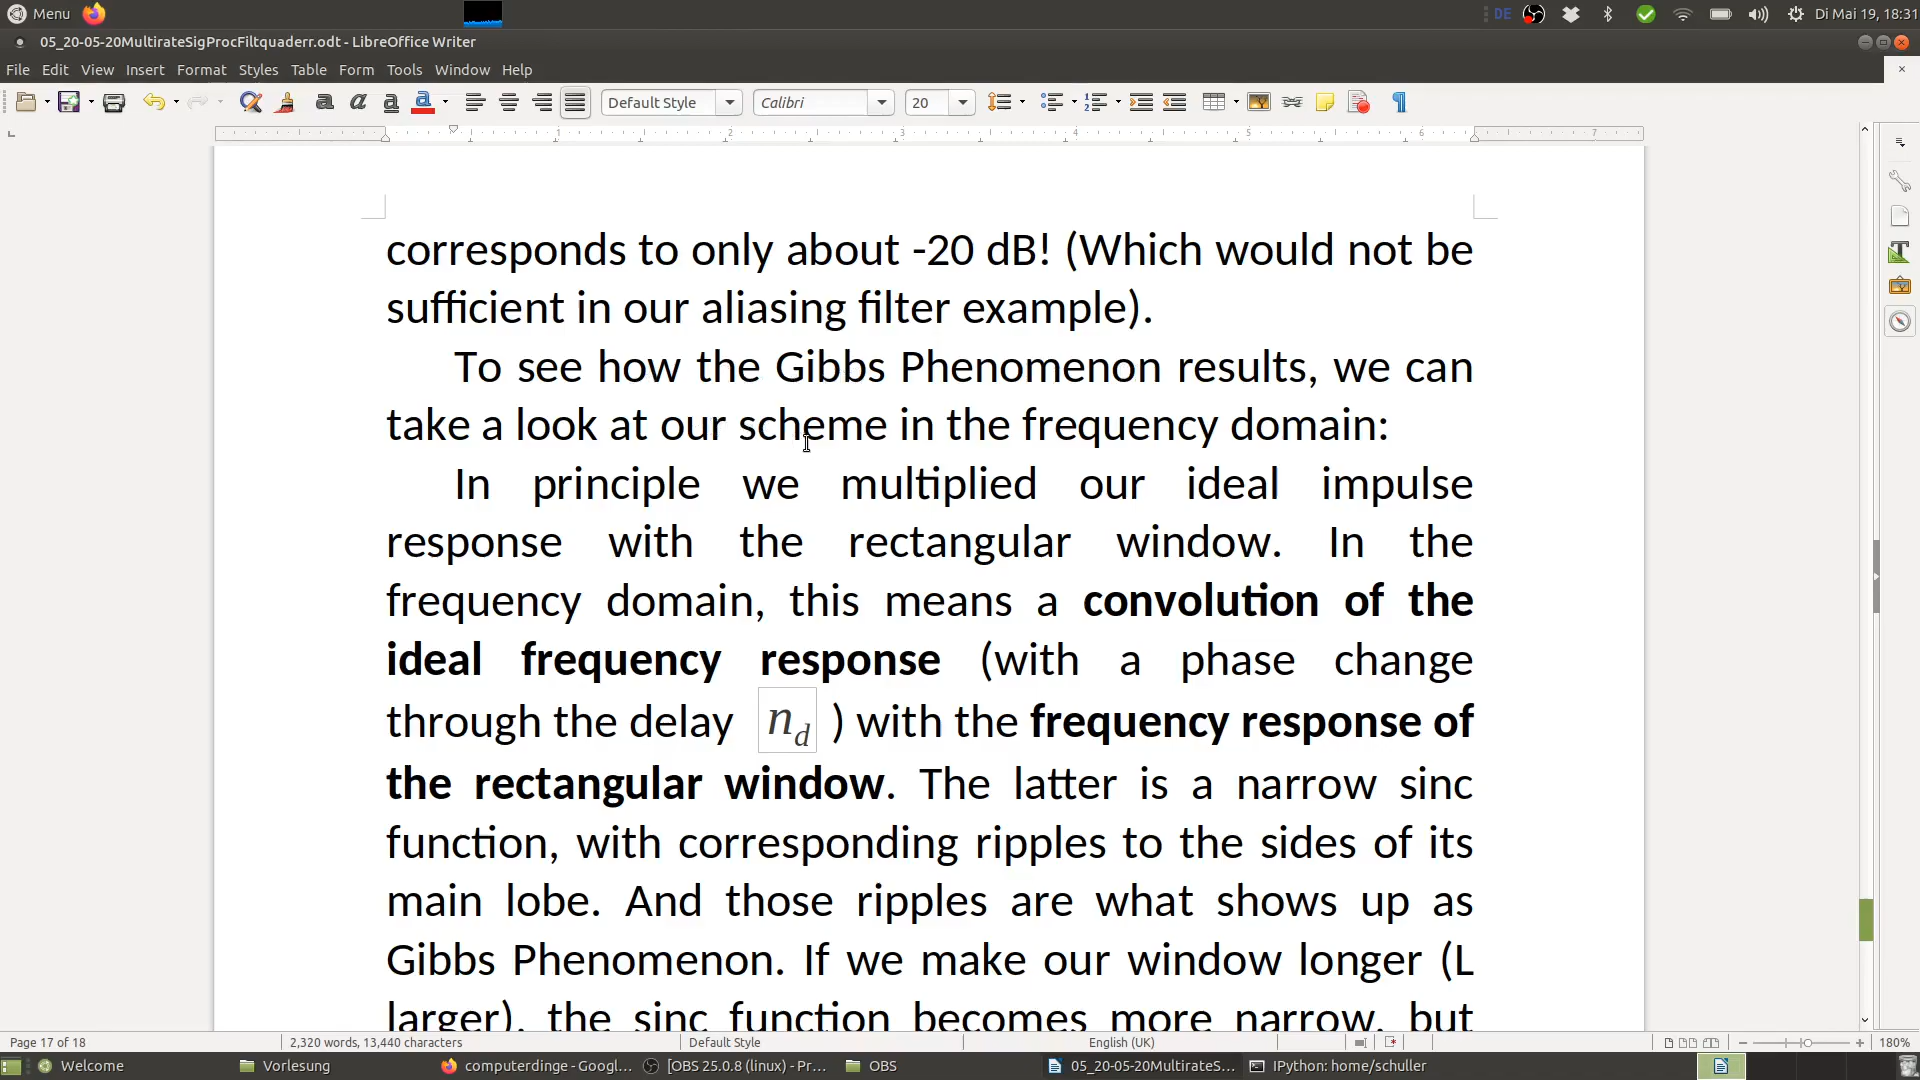 Menu
DE
Di Mai 19, 18:31
05_20-05-20MultirateSigProcFiltquaderr.odt - LibreOffice Writer
File Edit View Insert Format Styles Table Form Tools Window Help
Default Style Calibri 20
1 2 3 4 5 6 7
corresponds to only about -20 dB! (Which would not be
sufficient in our aliasing filter example).
To see how the Gibbs Phenomenon results, we can
take a look at our scheme in the frequency domain:
In principle we multiplied our ideal impulse
response with the rectangular window. In the
frequency domain, this means a convolution of the
ideal frequency response (with a phase change
through the delay n_d ) with the frequency response of
the rectangular window. The latter is a narrow sinc
function, with corresponding ripples to the sides of its
main lobe. And those ripples are what shows up as
Gibbs Phenomenon. If we make our window longer (L
larger), the sinc function becomes more narrow, but
Page 17 of 18 2,320 words, 13,440 characters Default Style English (UK) 180%
Welcome Vorlesung computerdinge - Googl... [OBS 25.0.8 (linux) - Pr... OBS 05_20-05-20MultirateS... IPython: home/schuller